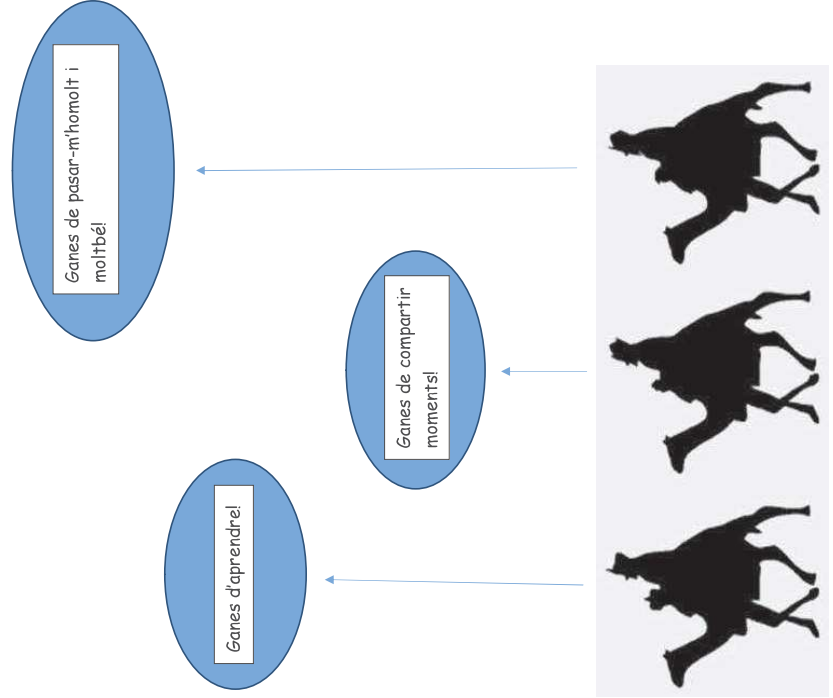 Ganes d'aprendre!
Ganes de compartir
moments!
Ganes de pasar-m'homolt i
moltbé!